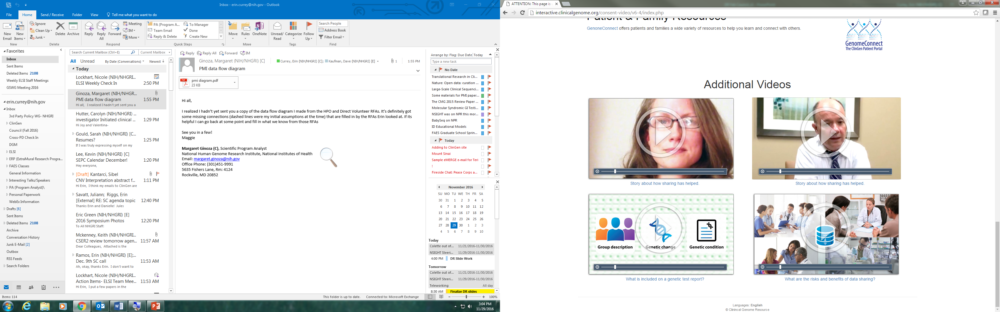 Inbox - erin.currey@nih.gov - Outlook
File Home Send / Receive Folder View Tell me what you want to do
New Email
New Items
New
Ignore
Clean Up
Junk
Delete
Archive
Delete
Reply
Reply All
Forward
Meeting
IM
More
Respond
PA (Program A...
Team Email
Reply & Delete
To Manager
Done
Create New
Quick Steps
Move
Rules
OneNote
Move
Unread/ Read
Categorize
Follow Up
Tags
Search People
Address Book
Filter Email
Find
Favorites
Inbox
Sent Items
Deleted Items 2108
Weekly ELSI Staff Meetings
GSWG Meeting 2016
erin.currey@nih.gov
Inbox
3rd Party Policy WG- NHGRI
ClinGen
Council (Fall 2016)
Cross-PD Check In
DGM
ELSI
ERP (ExtraMural Research Progra...
FAES Classes
General Information
Interesting Talks/Speakers
PA (Program Analyst)\
Personal Paperwork
WebEx Information
Drafts [6]
Sent Items
Deleted Items 2108
Archive
Conversation History
Junk E-Mail [2]
Outbox
RSS Feeds
Search Folders
Items: 114
Search Current Mailbox (Ctrl+E) Current Mailbox
All Unread By Date (Conversations) Newest
Today
Lockhart, Nicole (NIH/NHGRI...
ELSI Weekly Check In 2:50 PM
Ginoza, Margaret (NIH/NHGR...
PMI data flow diagram 1:55 PM
Hi all, I realized I hadn't yet sent you a
Hutter, Carolyn (NIH/NHGRI) ...
investigator Initiated clinical ... 1:29 PM
Hi Joy and Valentina-
Gould, Sarah (NIH/NHGRI) [C...
Resumes? 1:25 PM
If I was truly expressing myself on my
Lee, Kevin (NIH/NHGRI) [C]
SEPC Calendar December! 1:20 PM
Hey everyone,
[Draft] Kantarci, Sibel
CNV Interpretation abstract f... 1:11 PM
Hi Erin, I think my emails to ClinGen are
Savatt, Juliann; Riggs, Erin
[External] RE: SC agenda topic 12:40 PM
Thanks Erin and Danielle! Jules
Eric Green (NIH/NHGRI) [E]
2016 Symposium Photos 12:20 PM
To All NHGRI Staff:
Mckenney, Keith (NIH/NHGRI...
CSER2 review tomorrow agen... 11:57 AM
Dear Colleagues, Attached is the
Ramos, Erin (NIH/NHGRI) [E];...
Dec. 9th SC call 11:53 AM
Ah, okay, thanks Erin. I don't want to
Lockhart, Nicole (NIH/NHGRI...
Action Items- ELSI Team Mee... 11:53 AM
Hi Erin, I put a few papers in the
Reply Reply All Forward IM
Ginoza, Margaret (NIH/NHGRI) [C] Currey, Erin (NIH/NHGRI) [C]; Kaufman, Dave (NIH/NHGRI) [E] 1 1:55 PM
PMI data flow diagram
PDF pmi diagram.pdf
23 KB
Hi all,
I realized I hadn't yet sent you a copy of the data flow diagram I made from the HPO and Direct Volunteer RFAs. It's definitely got
some missing connections (dashed lines were my initial assumptions at the time) that are filled in by the RFAs Erin looked at. If its
helpful I can go back at some point and fill in what we know from those RFAs
See you in a few!
Maggie
Margaret Ginoza (C), Scientific Program Analyst
National Human Genome Research Institute, National Institutes of Health
Email: margaret.ginoza@nih.gov
Office Phone: (301)451-9991
5635 Fishers Lane, Rm: 4124
Rockville, MD 20852
This folder is up to date. Connected to: Microsoft Exchange 100%
Arrange by: Flag: Due Date Today
Type a new task
No Date
Translational Research in Cli...
Nature: Open data: curation ...
Large-Scale Clinical Sequenci...
Some materials for PMI paper...
The CMG 2015 Review Paper ...
Molecular Syndromic GI Testi...
NSIGHT was on NPR this mor...
BabySeq on NPR
ID Educational Models
FAES Graduate School Sprin...
Today
Adding to ClinGen site
Mount Sinai
Sample eMERGE e-mail for Teri
!
Fireside Chat: Peace Corps a...
November 2016
SU MO TU WE TH FR SA
30 31 1 2 3 4 5
6 7 8 9 10 11 12
13 14 15 16 17 18 19
20 21 22 23 24 25 26
27 28 29 30 1 2 3
4 5 6 7 8 9 10
Today
Colette out of... 11/21/2016-11/30/2016
NSIGHT Steeri... 11/29/2016-11/30/2016
4:00 PM DR Slide Work
Tomorrow
Colette out of... 11/21/2016-11/30/2016
NSIGHT Steeri... 11/29/2016-11/30/2016
Teleworking All day
8:30 AM Finalize DR slides
3:04 PM
11/29/2016
ATTENTION: This page is
interactive.clinicalgenome.org/consent-video/v6-4/index.php
Patient & Family Resources
GenoneConnect offers patients and families a wide variety of resources to help you learn and connect with others.
GenomeConnect
The ClinGen Patient Portal
Additional Videos
Story about how sharing has helped.
Story about how sharing has helped.
Group description Genetic change Genetic condition
What is included on a genetic test report?
What are the risks and benefits of data sharing?
Languages: English
© Clinincal Genome Resource